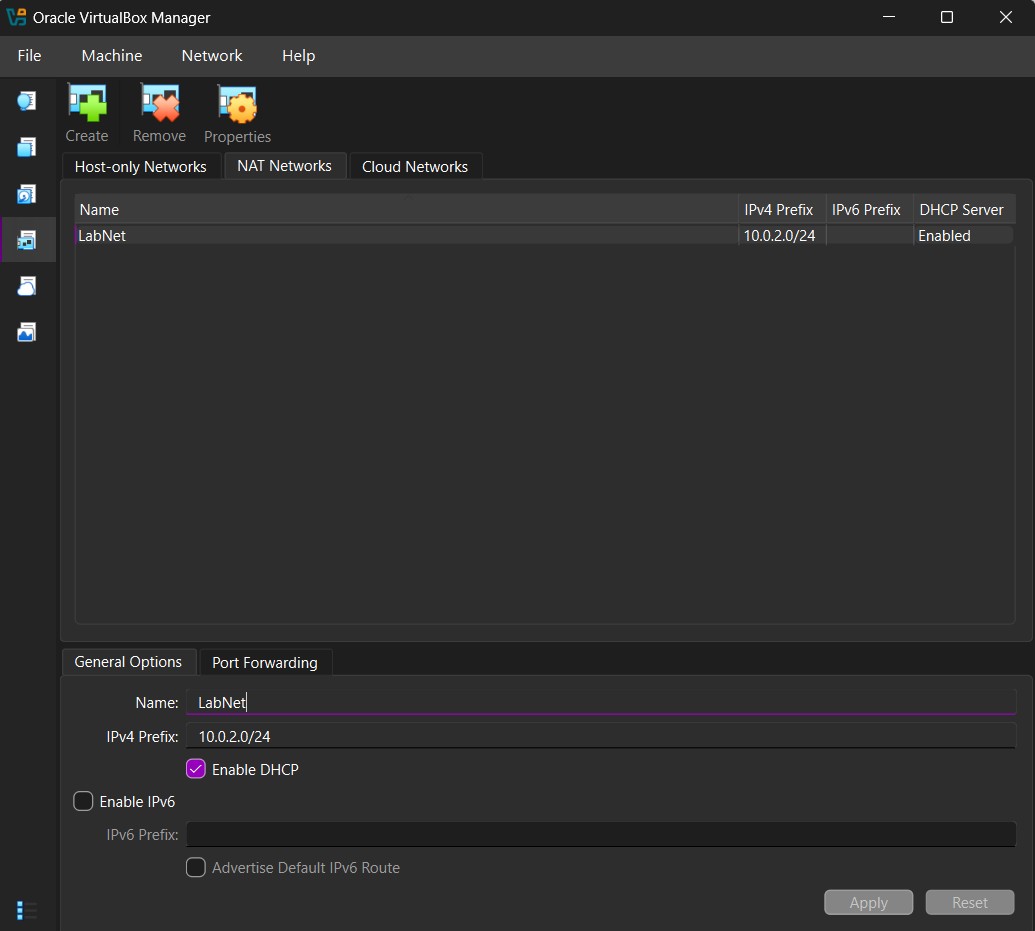 Oracle VirtualBox Manager
File Machine Network Help
Create Remove Properties
Host-only Networks NAT Networks Cloud Networks
Name IPv4 Prefix IPv6 Prefix DHCP Server
LabNet 10.0.2.0/24 Enabled
General Options Port Forwarding
Name: LabNet
IPv4 Prefix: 10.0.2.0/24
Enable DHCP
Enable IPv6
IPv6 Prefix:
Advertise Default IPv6 Route
Apply Reset